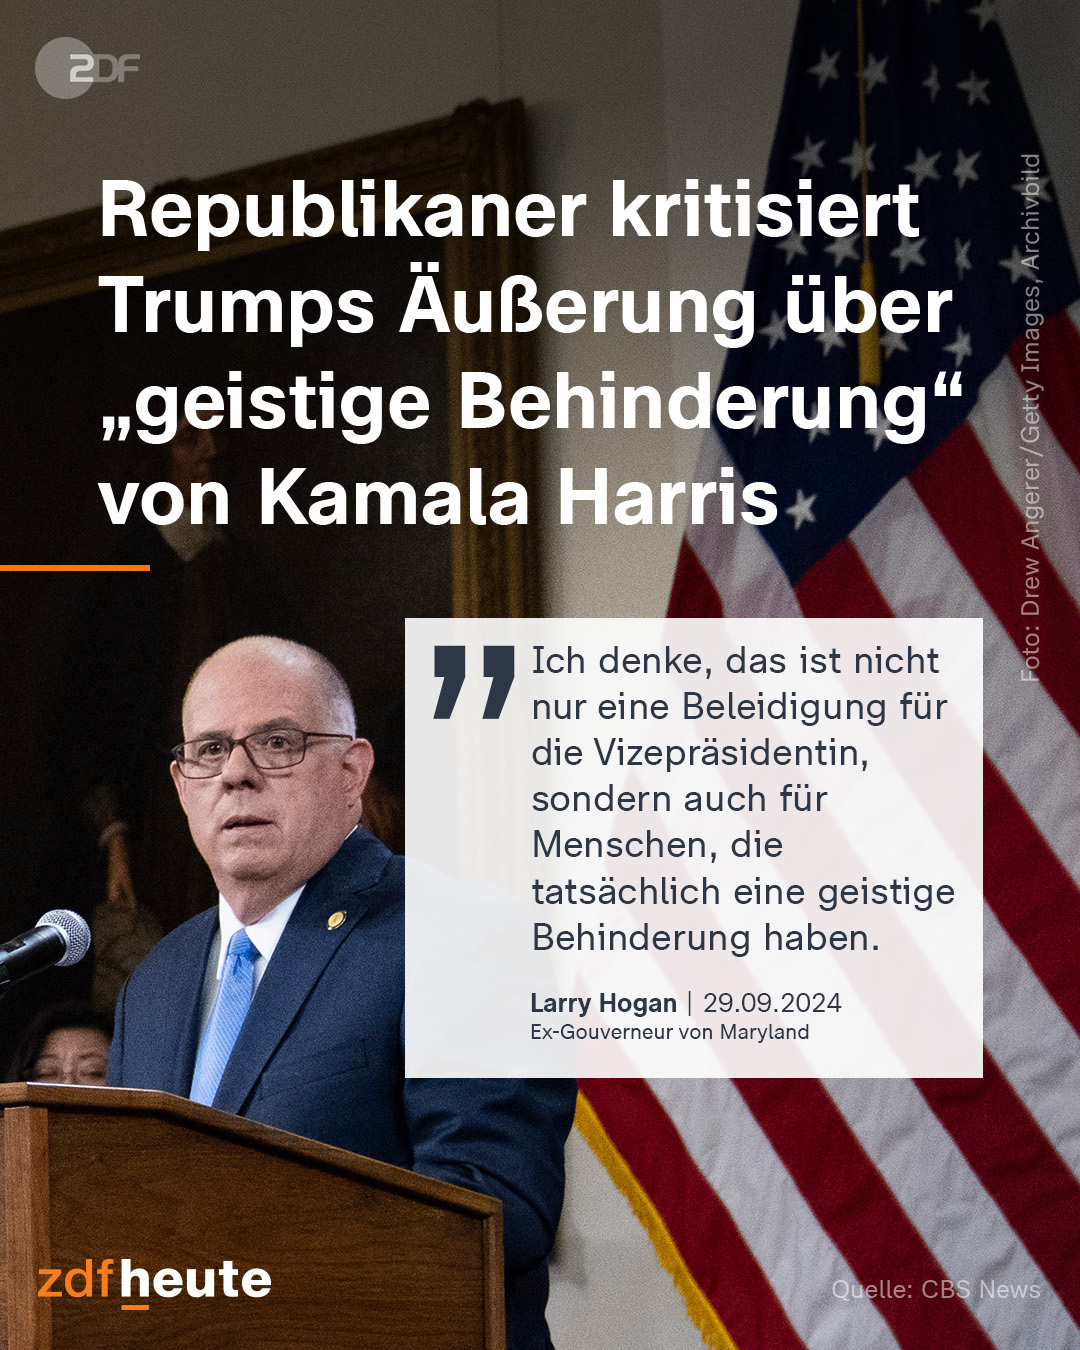 ZDF
Republikaner kritisiert
Trumps Äußerung über
„geistige Behinderung“
von Kamala Harris
Foto: Drew Angerer/Getty Images, Archivbild
”Ich denke, das ist nicht
nur eine Beleidigung für
die Vizepräsidentin,
sondern auch für
Menschen, die
tatsächlich eine geistige
Behinderung haben.
Larry Hogan | 29.09.2024
Ex-Gouverneur von Maryland
zdfheute
Quelle: CBS News